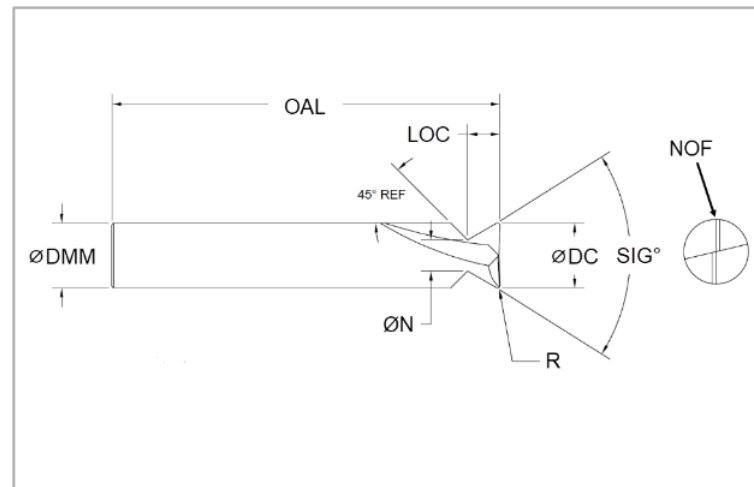 OAL
LOC
NOF
45° REF
ØDMM
ØDC
SIG°
ØN
R